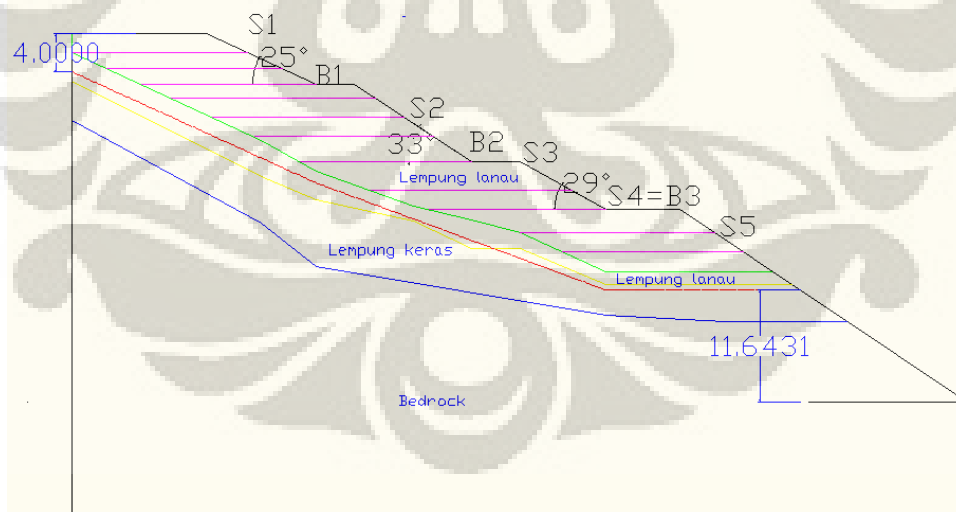 S1
4.0000
25°
B1
S2
33°
B2
S3
Lempung lanau
29°
S4=B3
S5
Lempung keras
Lempung lanau
11.6431
Bedrock